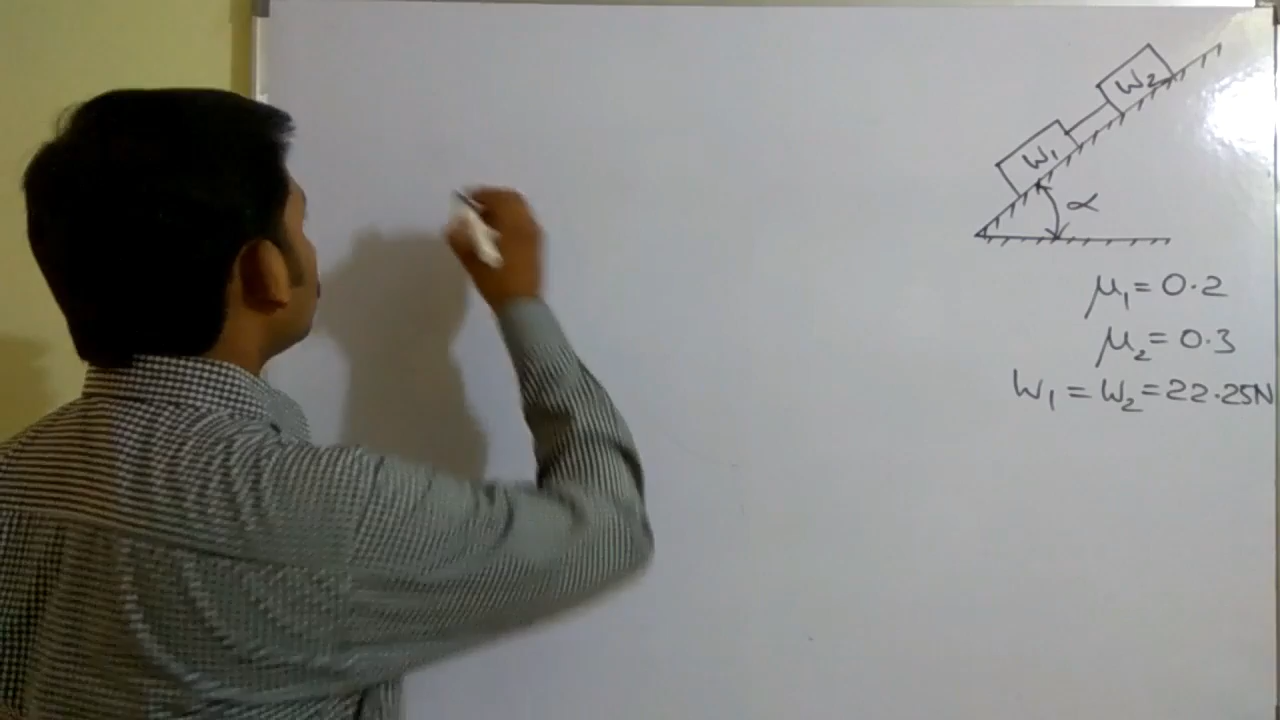 W2
W1
α
μ1 = 0.2
μ2 = 0.3
W1 = W2 = 22.25N